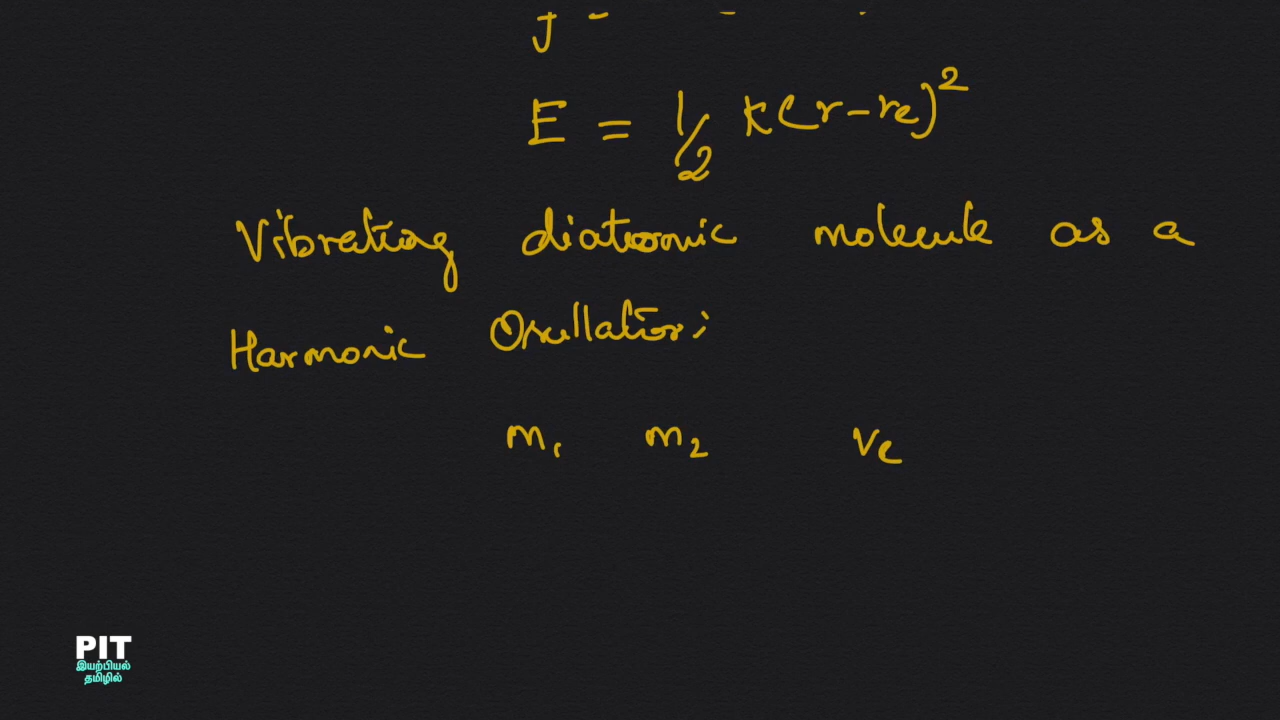 E = 1/2 k(r-re)²
Vibrating diatomic molecule as a
Harmonic Oscillator:
m₁ m₂ re
PIT
இயற்பியல்
தமிழில்